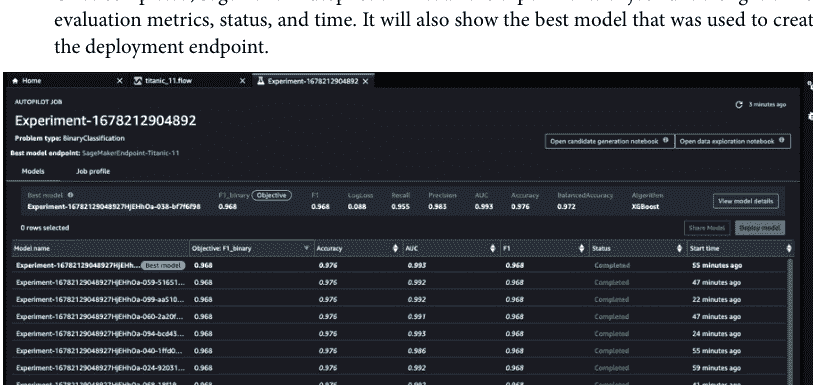 evaluation metrics, status, and time. It will also show the best model that was used to creat
the deployment endpoint.
Home
titanic_11.flow
Experiment-1678212904892
AUTOPILOT JOB
3 minutes ago
Experiment-1678212904892
Problem type: BinaryClassification
Open candidate generation notebook
Open data exploration notebook
Best model endpoint: SageMakerEndpoint-Titanic-11
Models Job profile
Best model F1_binary Objective F1 LogLoss Recall Precision AUC Accuracy BalancedAccuracy Algorithm
Experiment-16782129048927HjEHhOa-038-bf7f6f98 0.968 0.968 0.088 0.955 0.983 0.993 0.976 0.972 XGBoost
View model details
0 rows selected
Share Model Deploy model
Model name Objective: F1_binary Accuracy AUC F1 Status Start time
Experiment-16782129048927HjEHh... Best model 0.968 0.976 0.993 0.968 Completed 55 minutes ago
Experiment-16782129048927HjEHhOa-059-51651... 0.968 0.976 0.992 0.968 Completed 47 minutes ago
Experiment-16782129048927HjEHhOa-099-aa510... 0.968 0.976 0.992 0.968 Completed 22 minutes ago
Experiment-16782129048927HjEHhOa-060-2a20f... 0.968 0.976 0.991 0.968 Completed 47 minutes ago
Experiment-16782129048927HjEHhOa-094-bcd43... 0.968 0.976 0.993 0.968 Completed 24 minutes ago
Experiment-16782129048927HjEHhOa-040-1ffd0... 0.968 0.976 0.986 0.968 Completed 55 minutes ago
Experiment-16782129048927HjEHhOa-024-92031... 0.968 0.976 0.992 0.968 Completed 59 minutes ago